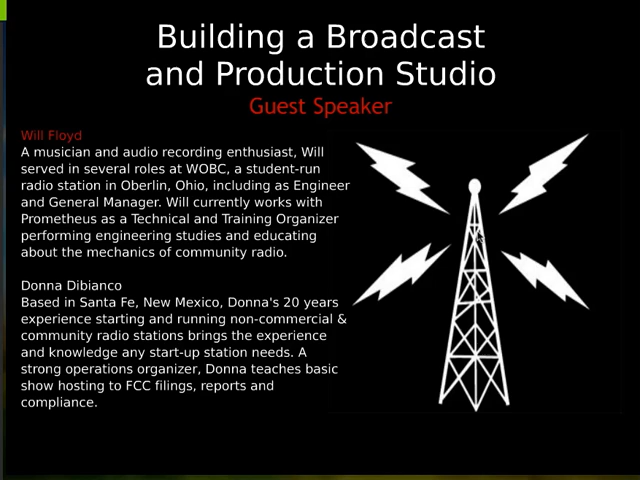 Building a Broadcast
and Production Studio
Guest Speaker
Will Floyd
A musician and audio recording enthusiast, Will
served in several roles at WOBC, a student-run
radio station in Oberlin, Ohio, including as Engineer
and General Manager. Will currently works with
Prometheus as a Technical and Training Organizer
performing engineering studies and educating
about the mechanics of community radio.
Donna Dibianco
Based in Santa Fe, New Mexico, Donna's 20 years
experience starting and running non-commercial &
community radio stations brings the experience
and knowledge any start-up station needs. A
strong operations organizer, Donna teaches basic
show hosting to FCC filings, reports and
compliance.